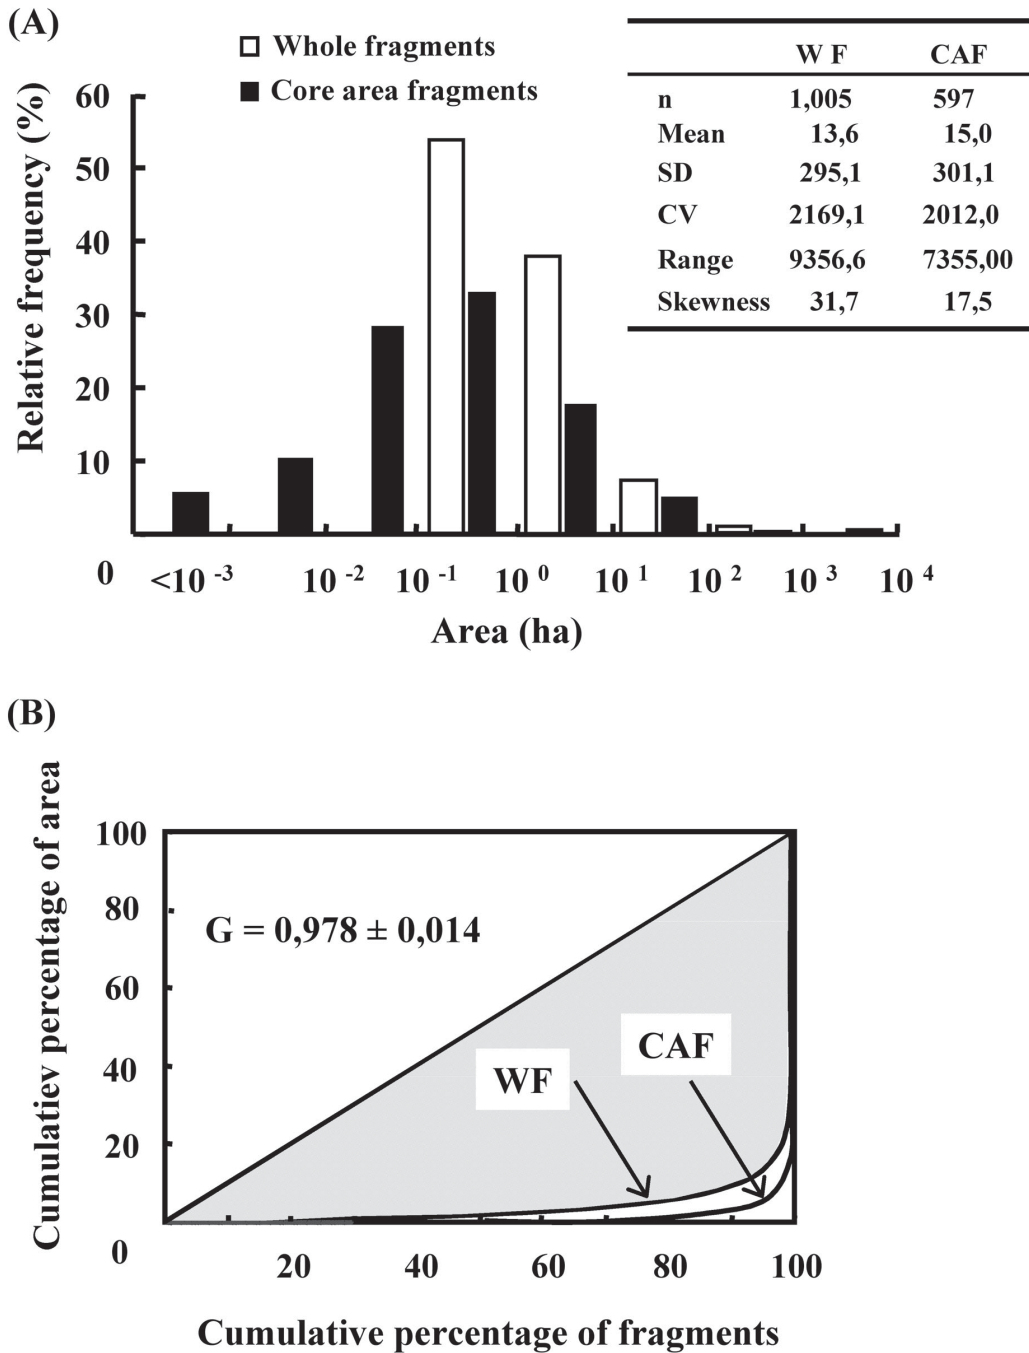 (A)
Whole fragments
Core area fragments
W F CAF
n 1,005 597
Mean 13,6 15,0
SD 295,1 301,1
CV 2169,1 2012,0
Range 9356,6 7355,00
Skewness 31,7 17,5
Relative frequency (%)
60
50
40
30
20
10
0
<10 -3 10 -2 10 -1 10 0 10 1 10 2 10 3 10 4
Area (ha)
(B)
Cumulatiev percentage of area
100
80
60
40
20
0
G = 0,978 ± 0,014
CAF
WF
20 40 60 80 100
Cumulative percentage of fragments